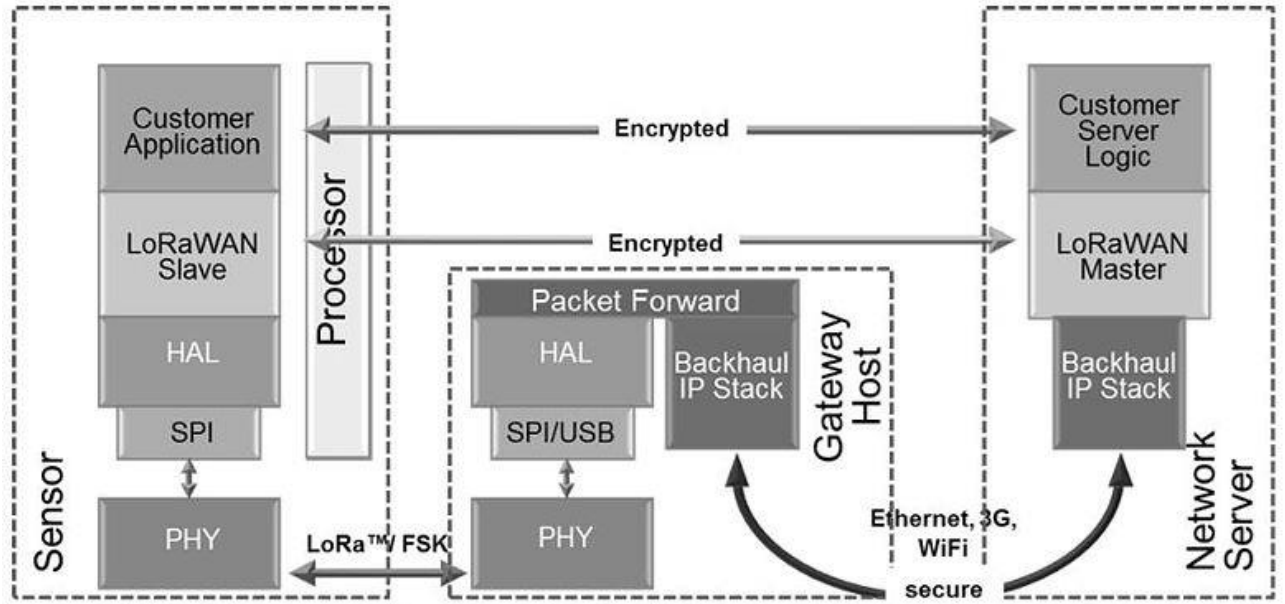 Customer
Application
LoRaWAN
Slave
HAL
SPI
PHY
Processor
Sensor
Encrypted
Encrypted
LoRa™/ FSK
Packet Forward
HAL
SPI/USB
PHY
Backhaul
IP Stack
Gateway
Host
Ethernet, 3G,
WiFi
secure
Customer
Server
Logic
LoRaWAN
Master
Backhaul
IP Stack
Network
Server